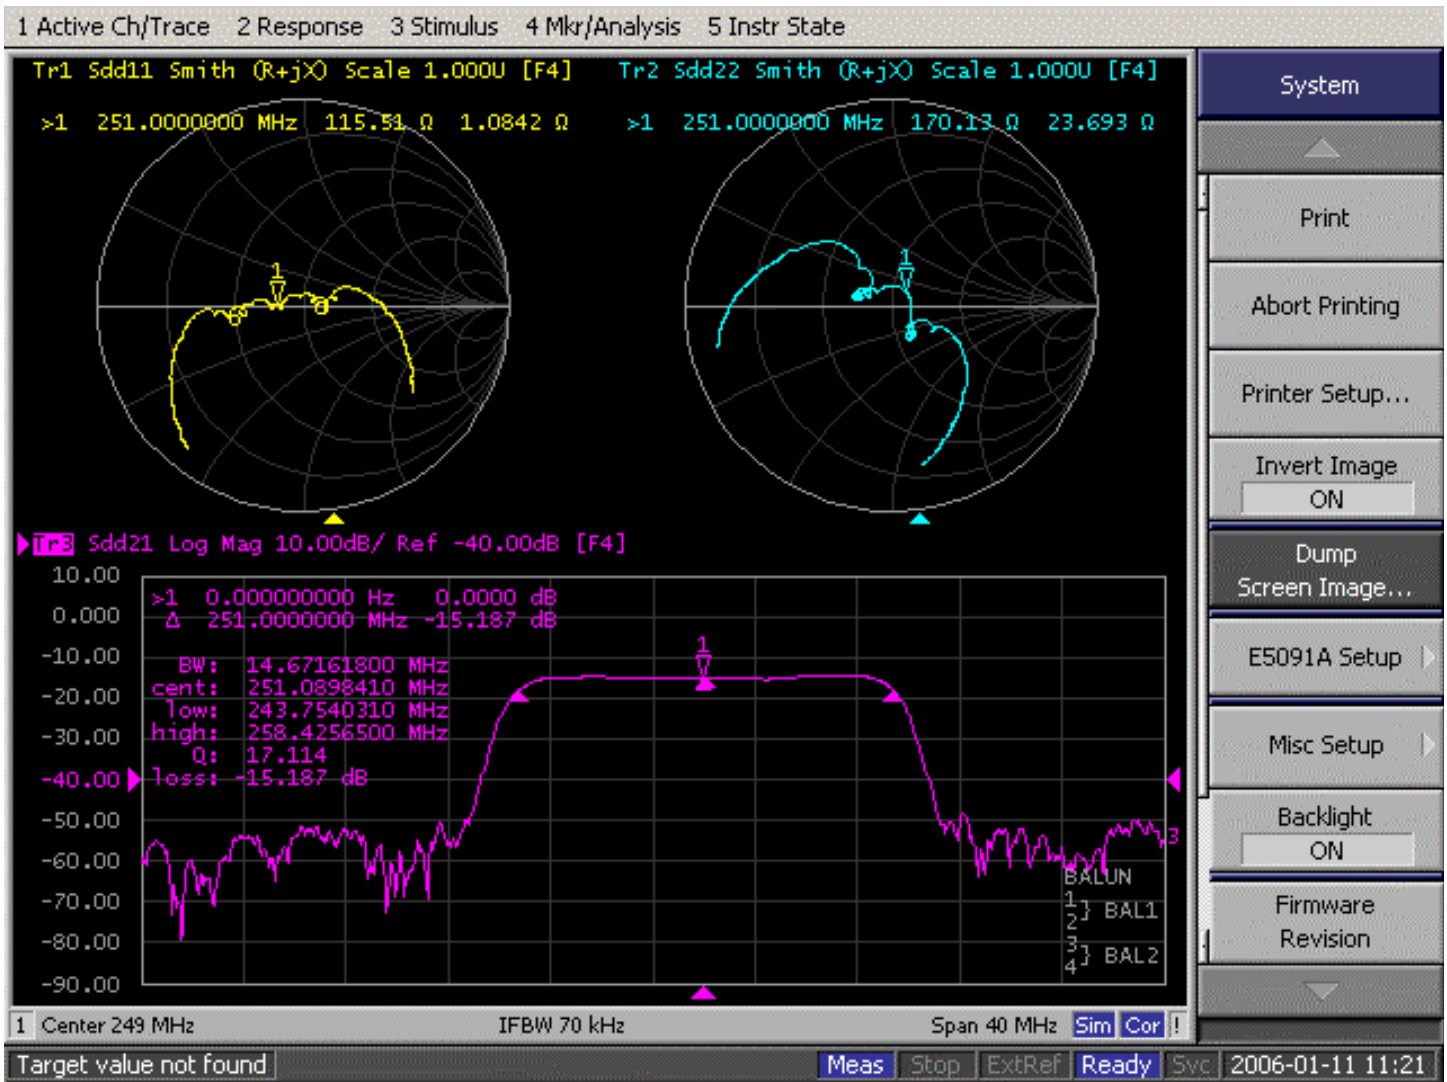 1 Active Ch/Trace 2 Response 3 Stimulus 4 Mkr/Analysis 5 Instr State
Tr1 Sdd11 Smith (R+jX) Scale 1.000U [F4]
>1 251.0000000 MHz 115.51 Ω 1.0842 Ω
1
Tr2 Sdd22 Smith (R+jX) Scale 1.000U [F4]
>1 251.0000000 MHz 170.13 Ω 23.693 Ω
1
Tr3 Sdd21 Log Mag 10.00dB/ Ref -40.00dB [F4]
10.00
0.000
-10.00
-20.00
-30.00
-40.00
-50.00
-60.00
-70.00
-80.00
-90.00
>1 0.000000000 Hz 0.0000 dB
Δ 251.0000000 MHz -15.187 dB
BW: 14.67161800 MHz
cent: 251.0898410 MHz
low: 243.7540310 MHz
high: 258.4256500 MHz
Q: 17.114
loss: -15.187 dB
1
3
BALUN
1
2} BAL1
3
4} BAL2
1 Center 249 MHz IFBW 70 kHz Span 40 MHz Sim Cor !
Target value not found Meas Stop ExtRef Ready Svc 2006-01-11 11:21
System
Print
Abort Printing
Printer Setup...
Invert Image
ON
Dump
Screen Image...
E5091A Setup
Misc Setup
Backlight
ON
Firmware
Revision